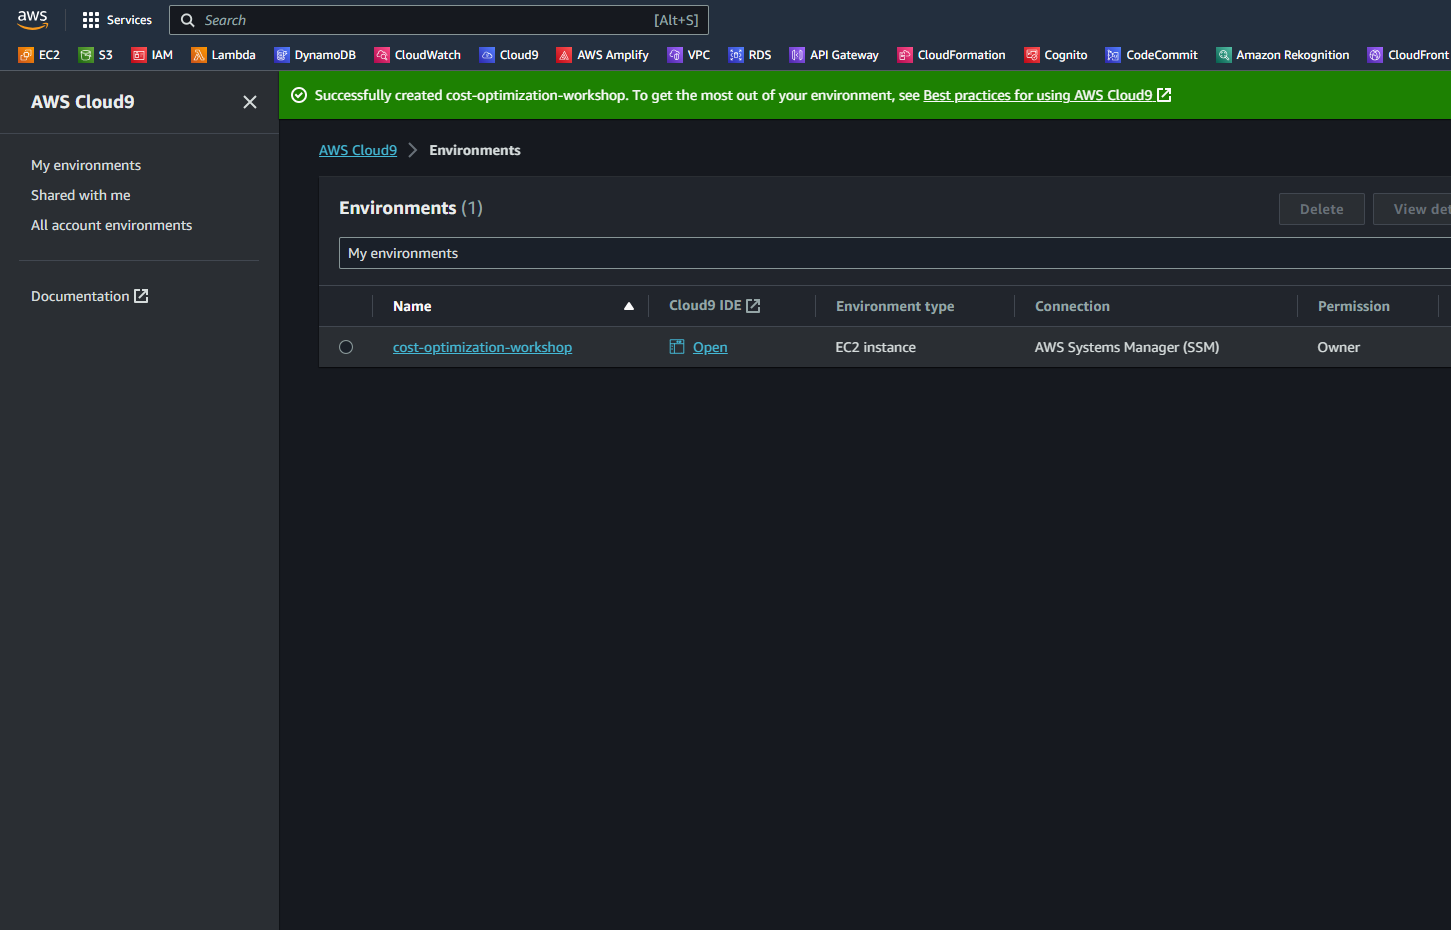 aws Services Search [Alt+S]
EC2 S3 IAM Lambda DynamoDB CloudWatch Cloud9 AWS Amplify VPC RDS API Gateway CloudFormation Cognito CodeCommit Amazon Rekognition CloudFront
AWS Cloud9
Successfully created cost-optimization-workshop. To get the most out of your environment, see Best practices for using AWS Cloud9
My environments
Shared with me
All account environments
Documentation
AWS Cloud9 Environments
Environments (1)
Delete View det
My environments
Name Cloud9 IDE Environment type Connection Permission
cost-optimization-workshop Open EC2 instance AWS Systems Manager (SSM) Owner